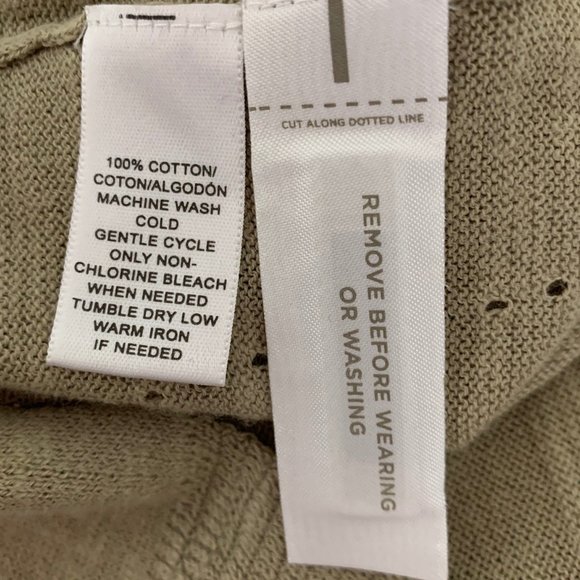 100% COTTON/
COTON/ALGODÓN
MACHINE WASH
COLD
GENTLE CYCLE
ONLY NON-
CHLORINE BLEACH
WHEN NEEDED
TUMBLE DRY LOW
WARM IRON
IF NEEDED
CUT ALONG DOTTED LINE
REMOVE BEFORE WEARING
OR WASHING